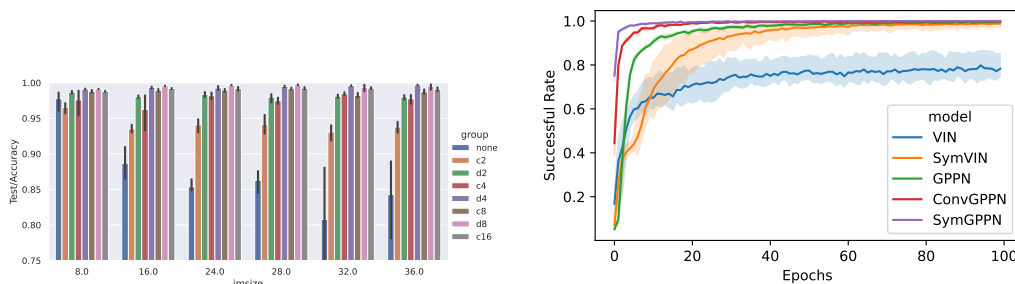 Test/Accuracy
1.00
0.95
0.90
0.85
0.80
0.75
8.0 16.0 24.0 28.0 32.0 36.0
imsize
group
none
c2
d2
c4
d4
c8
d8
c16
Successful Rate
1.0
0.8
0.6
0.4
0.2
0 20 40 60 80 100
Epochs
model
VIN
SymVIN
GPPN
ConvGPPN
SymGPPN